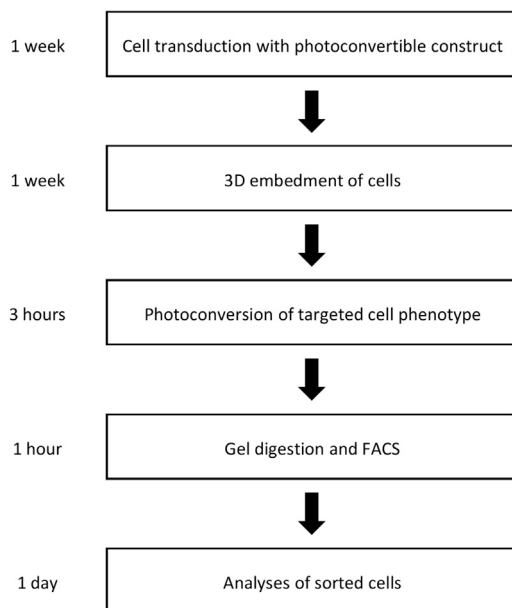 1 week
Cell transduction with photoconvertible construct
1 week
3D embedment of cells
3 hours
Photoconversion of targeted cell phenotype
1 hour
Gel digestion and FACS
1 day
Analyses of sorted cells